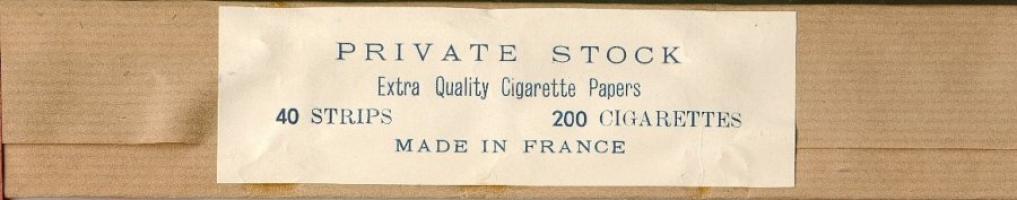 PRIVATE STOCK
Extra Quality Cigarette Papers
40 STRIPS 200 CIGARETTES
MADE IN FRANCE